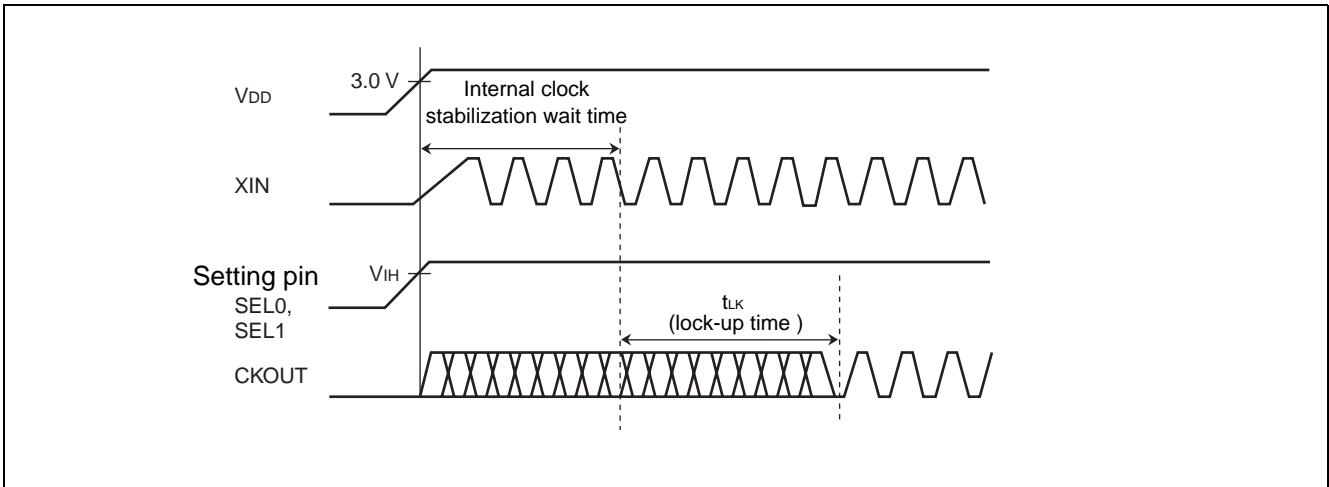 VDD
3.0 V
Internal clock
stabilization wait time
XIN
Setting pin
VIH
SEL0,
SEL1
tLK
(lock-up time )
CKOUT